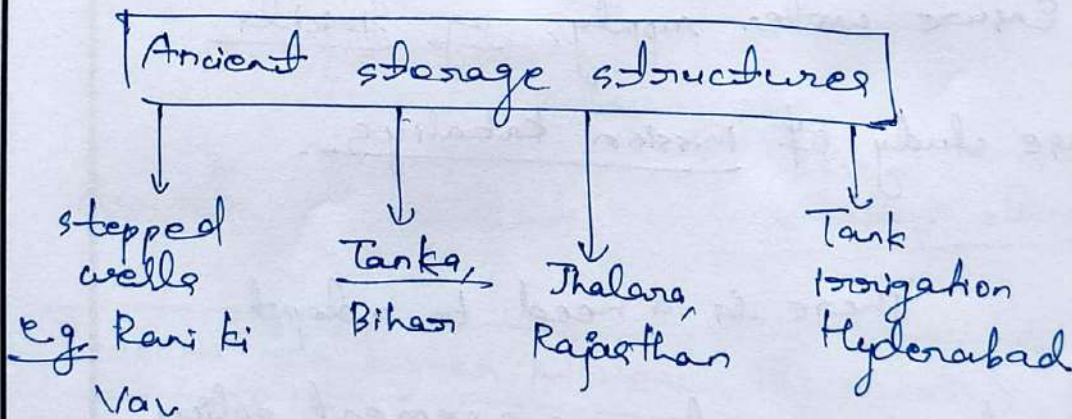 Ancient storage structures
stepped
wells
e.g. Rani ki
Vav
Tanka,
Bihar
Jhalara,
Rajasthan
Tank
Irrigation
Hyderabad